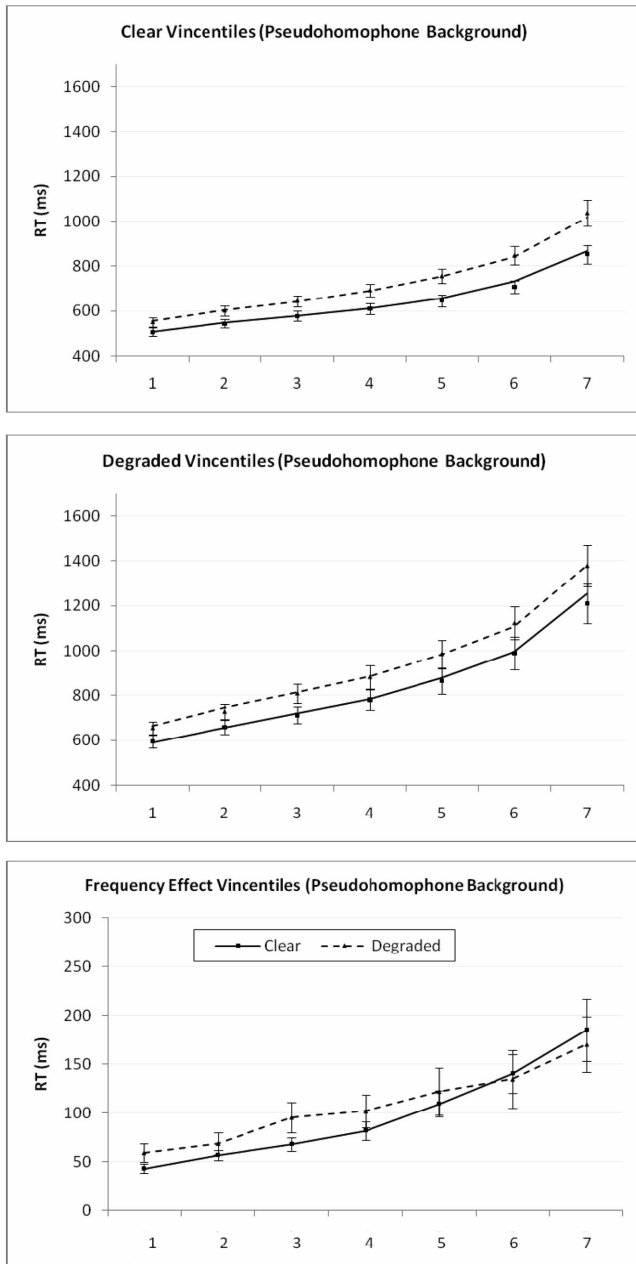 Clear Vincentiles (Pseudohomophone Background)
1600
1400
1200
1000
800
600
400
RT (ms)
1 2 3 4 5 6 7
Degraded Vincentiles (Pseudohomophone Background)
1600
1400
1200
1000
800
600
400
RT (ms)
1 2 3 4 5 6 7
Frequency Effect Vincentiles (Pseudohomophone Background)
Clear Degraded
300
250
200
150
100
50
0
RT (ms)
1 2 3 4 5 6 7